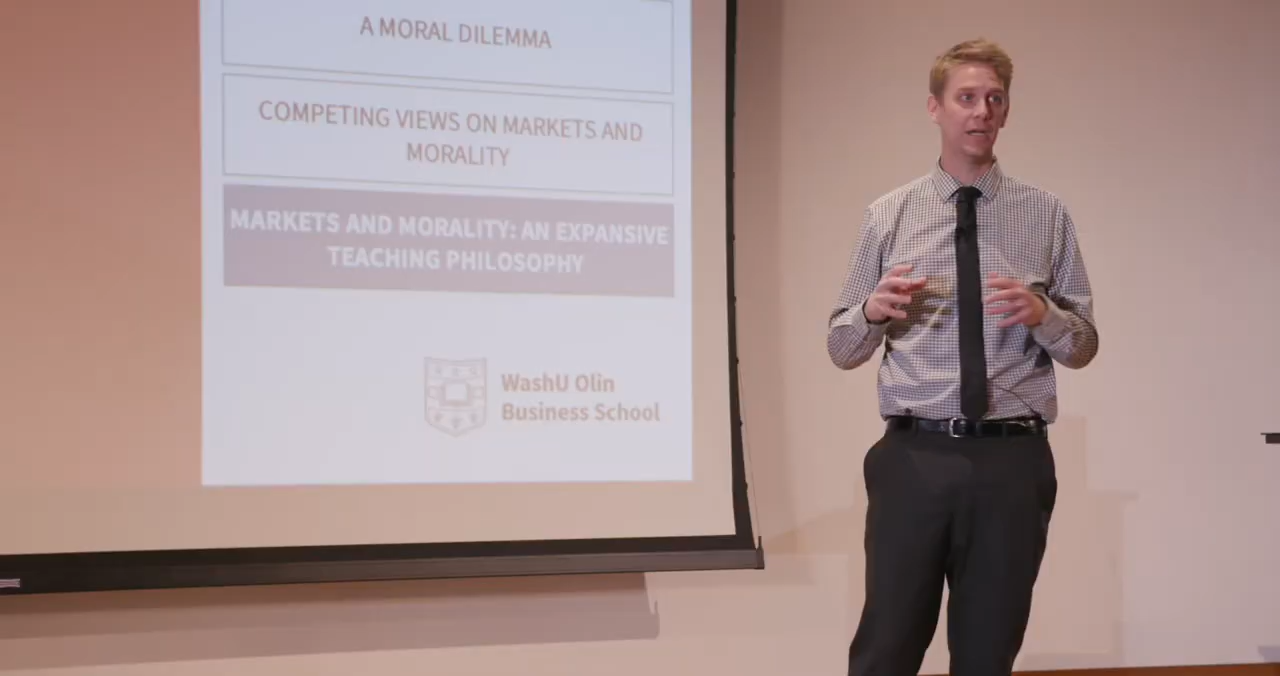 A MORAL DILEMMA
COMPETING VIEWS ON MARKETS AND
MORALITY
MARKETS AND MORALITY: AN EXPANSIVE
TEACHING PHILOSOPHY
WashU Olin
Business School